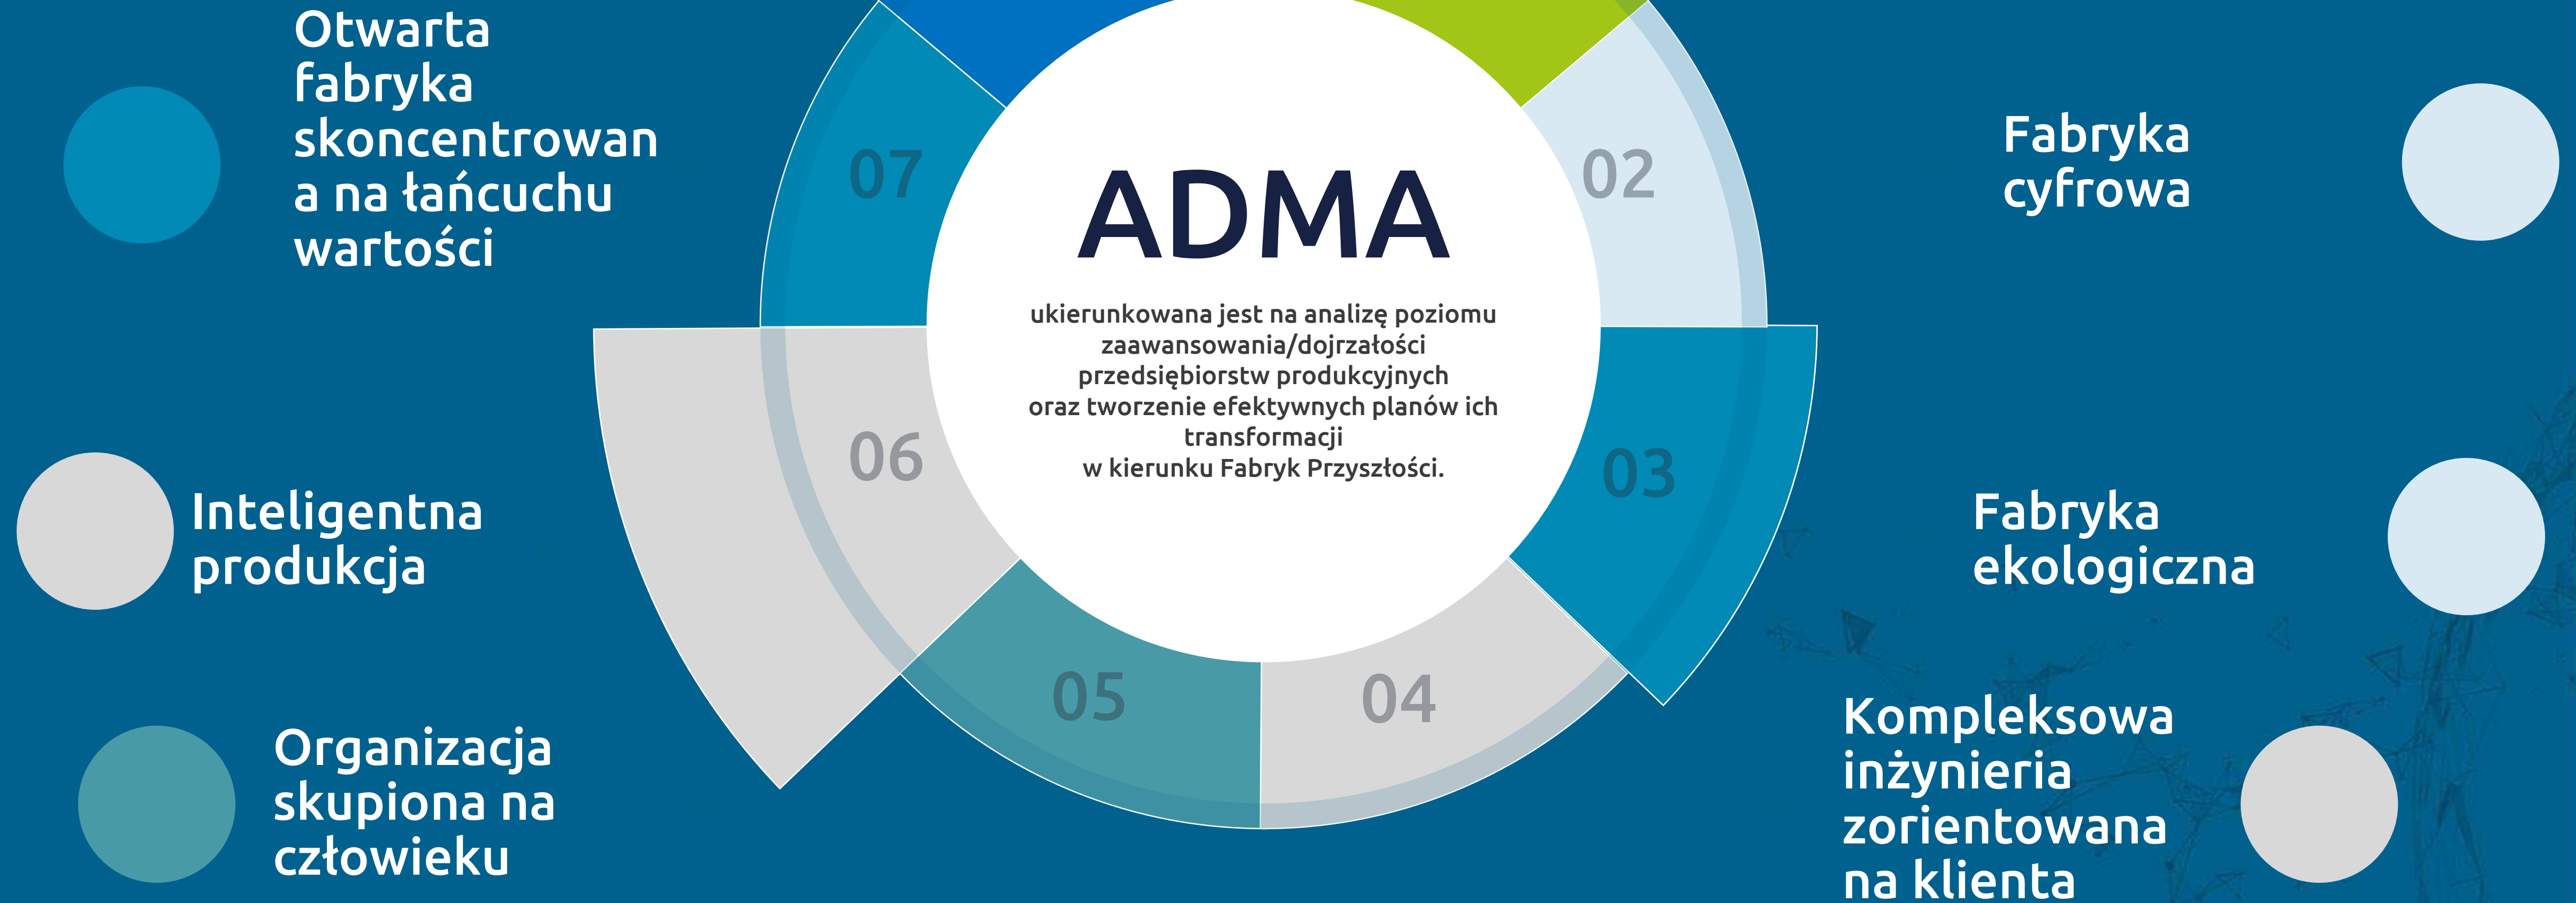 Otwarta
fabryka
skoncentrowan
a na łańcuchu
wartości
Inteligentna
produkcja
Organizacja
skupiona na
człowieku
07
06
05
04
03
02
ADMA
ukierunkowana jest na analizę poziomu
zaawansowania/dojrzałości
przedsiębiorstw produkcyjnych
oraz tworzenie efektywnych planów ich
transformacji
w kierunku Fabryk Przyszłości.
Fabryka
cyfrowa
Fabryka
ekologiczna
Kompleksowa
inżynieria
zorientowana
na klienta